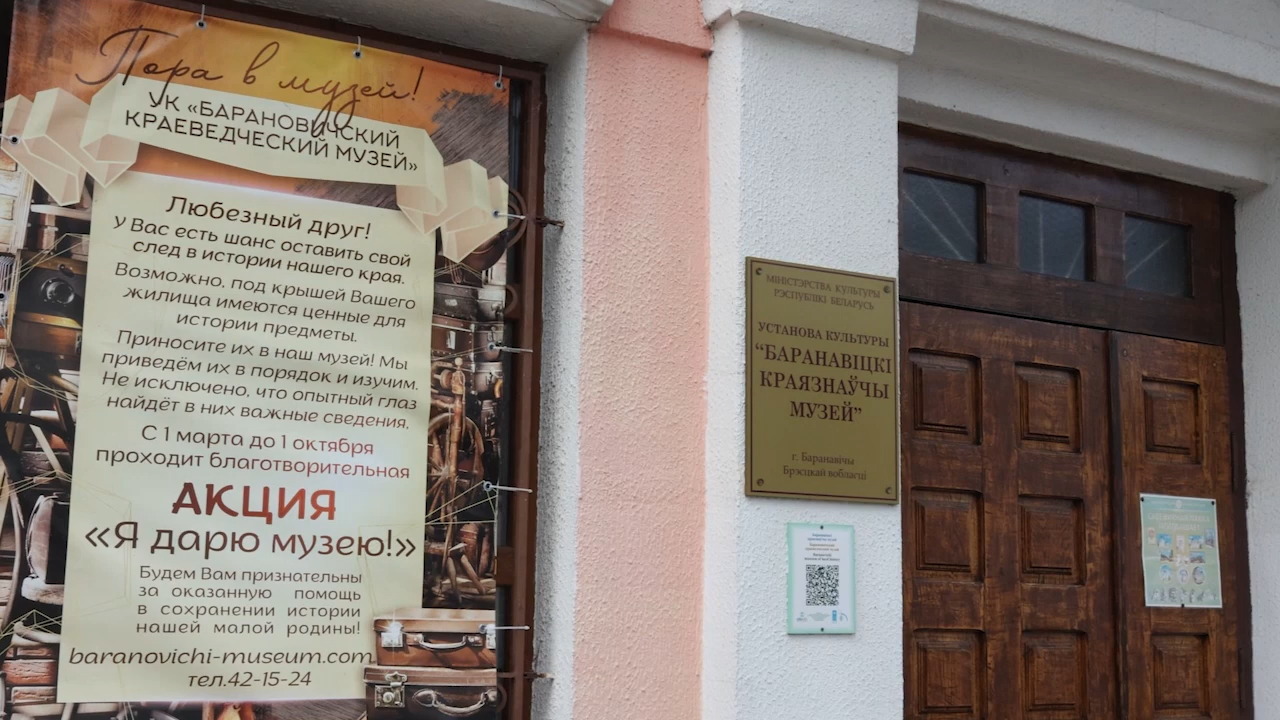 Пора в музей!
УК «БАРАНОВИЧСКИЙ
КРАЕВЕДЧЕСКИЙ МУЗЕЙ»
Любезный друг!
У Вас есть шанс оставить свой
след в истории нашего края.
Возможно, под крышей Вашего
жилища имеются ценные для
истории предметы.
Приносите их в наш музей! Мы
приведём их в порядок и изучим.
Не исключено, что опытный глаз
найдёт в них важные сведения.
С 1 марта до 1 октября
проходит благотворительная
АКЦИЯ
«Я дарю музею!»
Будем Вам признательны
за оказанную помощь
в сохранении истории
нашей малой родины!
baranovichi-museum.com
тел.42-15-24
МІНІСТЭРСТВА КУЛЬТУРЫ
РЭСПУБЛІКІ БЕЛАРУСЬ
УСТАНОВА КУЛЬТУРЫ
“БАРАНАВІЦКІ
КРАЯЗНАЎЧЫ
МУЗЕЙ”
г. Баранавічы
Брэсцкай вобласці